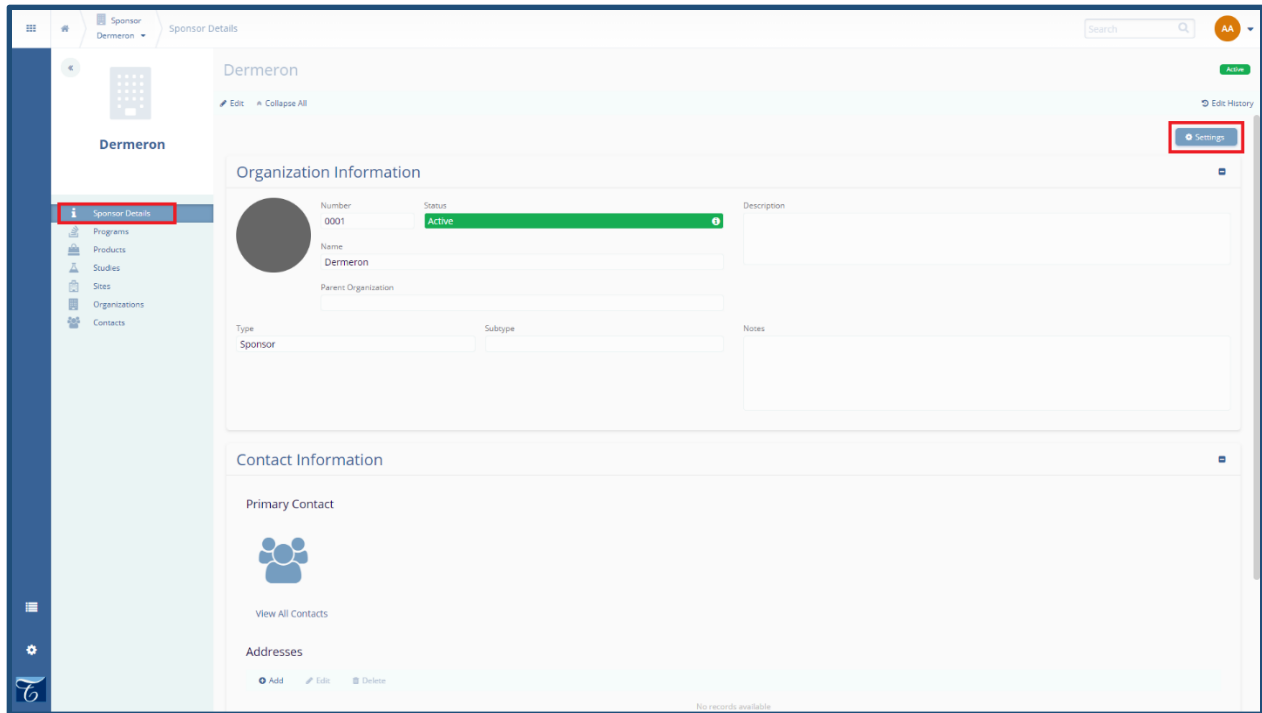 Sponsor
Dermeron
Sponsor Details
Search
AA
Dermeron
Active
Edit
Collapse All
Edit History
Dermeron
Settings
Organization Information
Sponsor Details
Programs
Products
Studies
Sites
Organizations
Contacts
Number
Status
Description
0001
Active
Name
Dermeron
Parent Organization
Type
Subtype
Notes
Sponsor
Contact Information
Primary Contact
View All Contacts
Addresses
Add
Edit
Delete
No records available